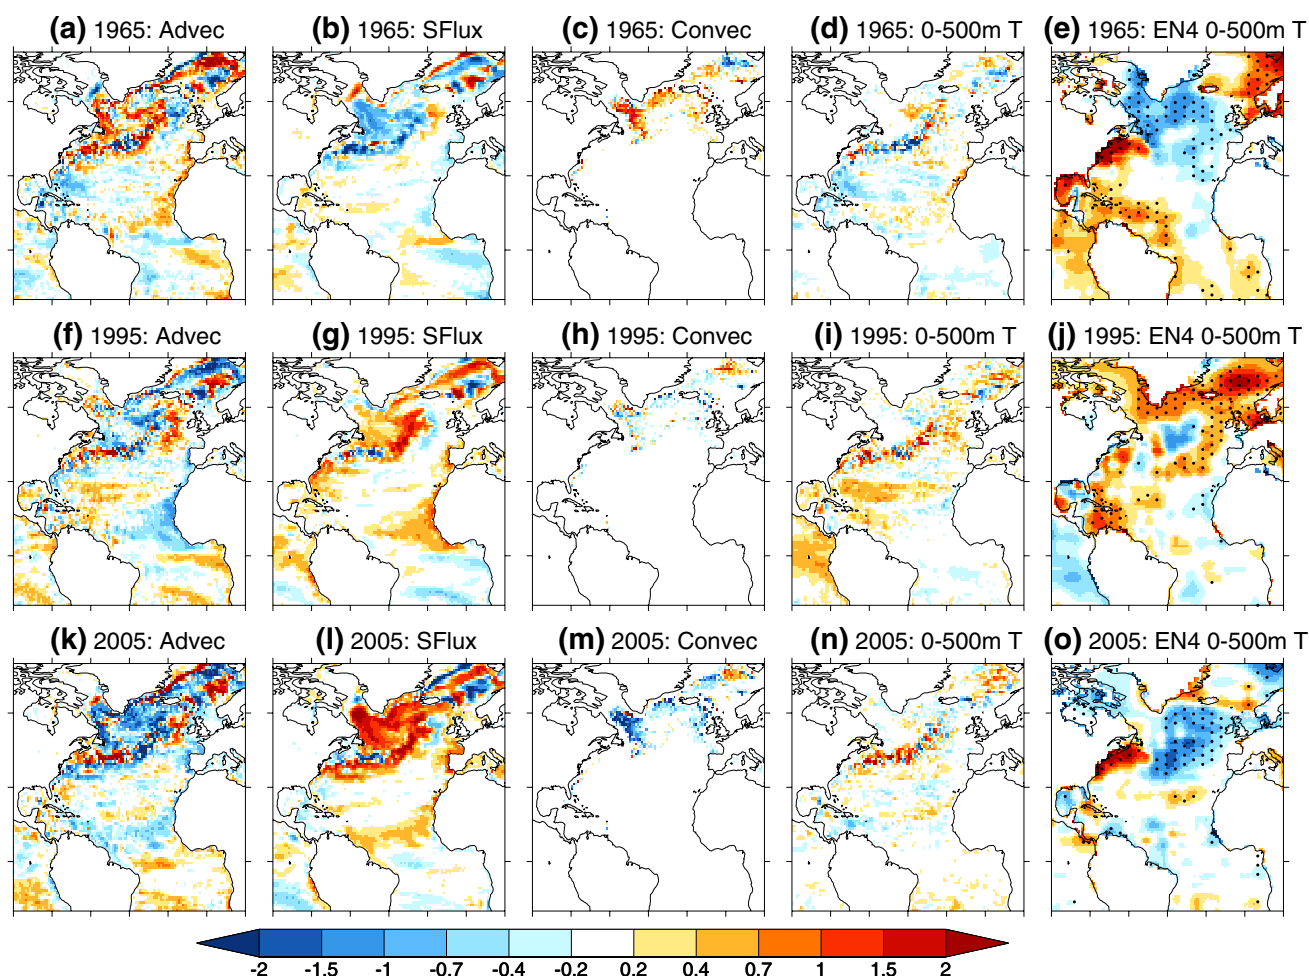 (a) 1965: Advec
(b) 1965: SFlux
(c) 1965: Convec
(d) 1965: 0-500m T
(e) 1965: EN4 0-500m T
(f) 1995: Advec
(g) 1995: SFlux
(h) 1995: Convec
(i) 1995: 0-500m T
(j) 1995: EN4 0-500m T
(k) 2005: Advec
(l) 2005: SFlux
(m) 2005: Convec
(n) 2005: 0-500m T
(o) 2005: EN4 0-500m T
-2 -1.5 -1 -0.7 -0.4 -0.2 0.2 0.4 0.7 1 1.5 2